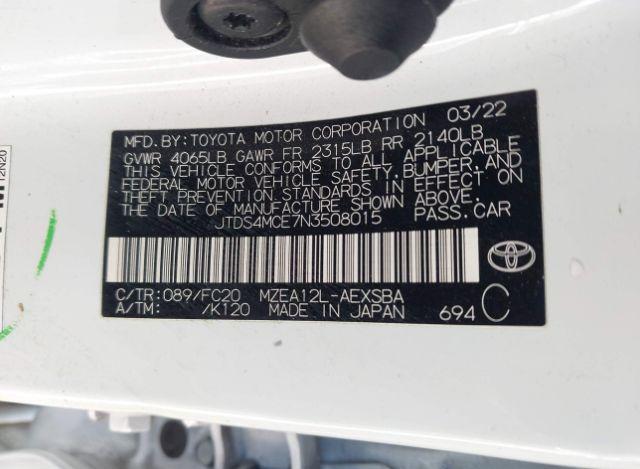 MFD. BY: TOYOTA MOTOR CORPORATION 03/22
GVWR 4065LB GAWR FR 2315LB RR 2140LB
THIS VEHICLE CONFORMS TO ALL APPLICABLE
FEDERAL MOTOR VEHICLE SAFETY, BUMPER, AND
THEFT PREVENTION STANDARDS IN EFFECT ON
THE DATE OF MANUFACTURE SHOWN ABOVE.
JTDS4MCE7N3508015 PASS. CAR
C/TR: 089/FC20 MZEA12L-AEXSBA
A/TM: /K120 MADE IN JAPAN 694 C
12N20